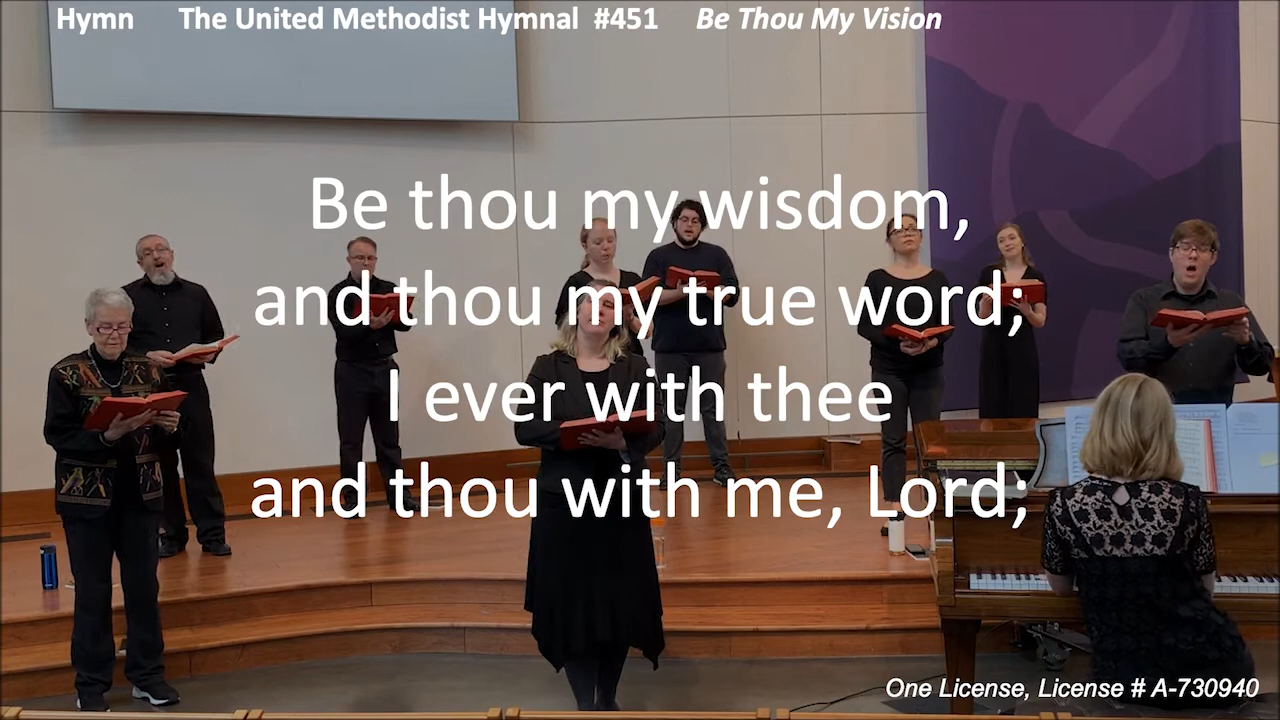 Hymn The United Methodist Hymnal #451 Be Thou My Vision
Be thou my wisdom,
and thou my true word;
I ever with thee
and thou with me, Lord;
One License, License # A-730940